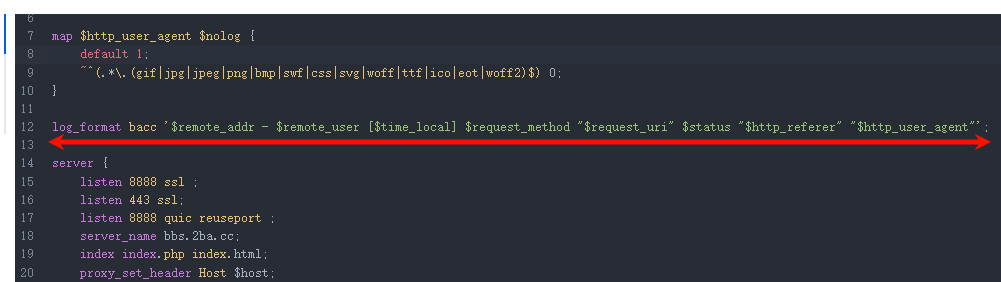 6
7 map $http_user_agent $nolog {
8 default 1;
9 ~^(.*\.(gif|jpg|jpeg|png|bmp|swf|css|svg|woff|ttf|ico|eot|woff2)$) 0;
10 }
11
12 log_format bacc '$remote_addr - $remote_user [$time_local] $request_method "$request_uri" $status "$http_referer" "$http_user_agent"';
13
14 server {
15 listen 8888 ssl ;
16 listen 443 ssl;
17 listen 8888 quic reuseport ;
18 server_name bbs.2ba.cc;
19 index index.php index.html;
20 proxy_set_header Host $host;